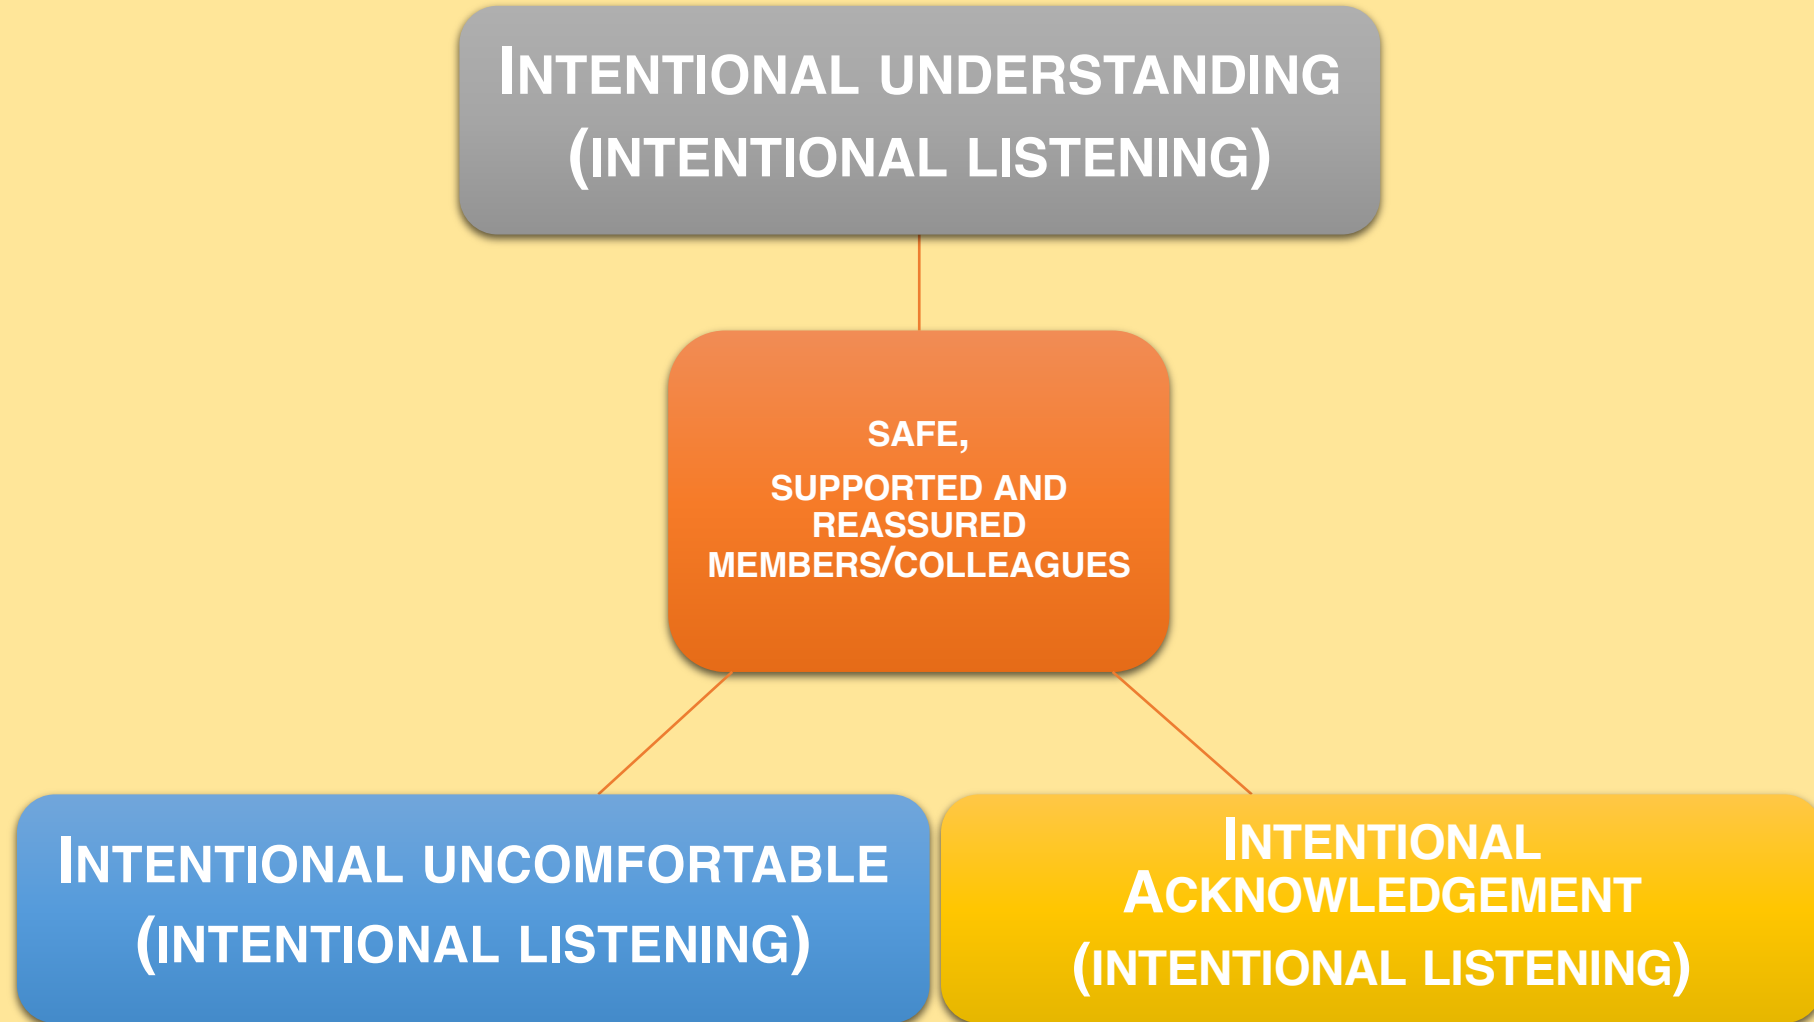 INTENTIONAL UNDERSTANDING
(INTENTIONAL LISTENING)
SAFE,
SUPPORTED AND
REASSURED
MEMBERS/COLLEAGUES
INTENTIONAL UNCOMFORTABLE
(INTENTIONAL LISTENING)
INTENTIONAL
ACKNOWLEDGEMENT
(INTENTIONAL LISTENING)